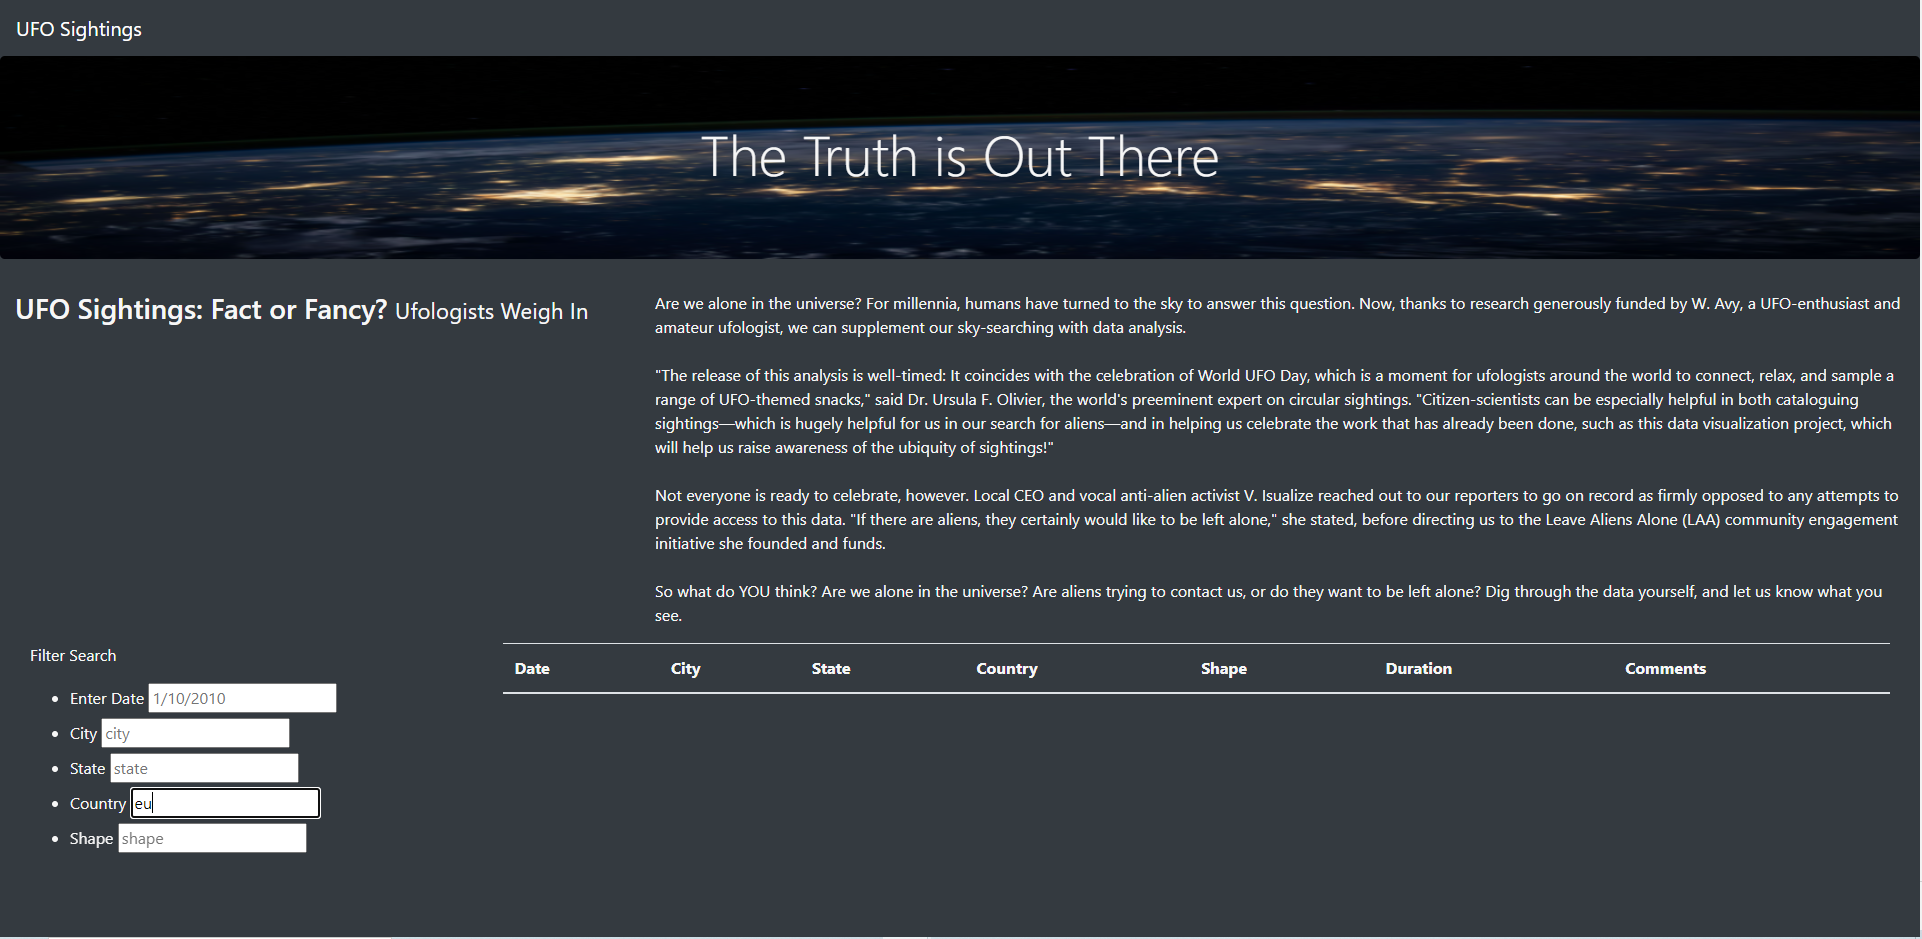 UFO Sightings
The Truth is Out There
UFO Sightings: Fact or Fancy? Ufologists Weigh In
Are we alone in the universe? For millennia, humans have turned to the sky to answer this question. Now, thanks to research generously funded by W. Avy, a UFO-enthusiast and
amateur ufologist, we can supplement our sky-searching with data analysis.
"The release of this analysis is well-timed: It coincides with the celebration of World UFO Day, which is a moment for ufologists around the world to connect, relax, and sample a
range of UFO-themed snacks," said Dr. Ursula F. Olivier, the world's preeminent expert on circular sightings. "Citizen-scientists can be especially helpful in both cataloguing
sightings—which is hugely helpful for us in our search for aliens—and in helping us celebrate the work that has already been done, such as this data visualization project, which
will help us raise awareness of the ubiquity of sightings!"
Not everyone is ready to celebrate, however. Local CEO and vocal anti-alien activist V. Isualize reached out to our reporters to go on record as firmly opposed to any attempts to
provide access to this data. "If there are aliens, they certainly would like to be left alone," she stated, before directing us to the Leave Aliens Alone (LAA) community engagement
initiative she founded and funds.
So what do YOU think? Are we alone in the universe? Are aliens trying to contact us, or do they want to be left alone? Dig through the data yourself, and let us know what you
see.
Filter Search
Enter Date 1/10/2010
City city
State state
Country eu
Shape shape
Date City State Country Shape Duration Comments